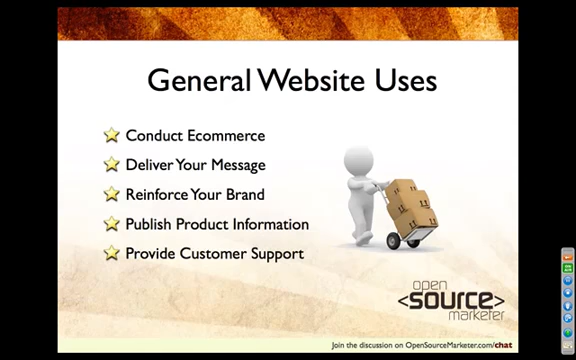 General Website Uses
Conduct Ecommerce
Deliver Your Message
Reinforce Your Brand
Publish Product Information
Provide Customer Support
open
<source>
marketer
Join the discussion on OpenSourceMarketer.com/chat